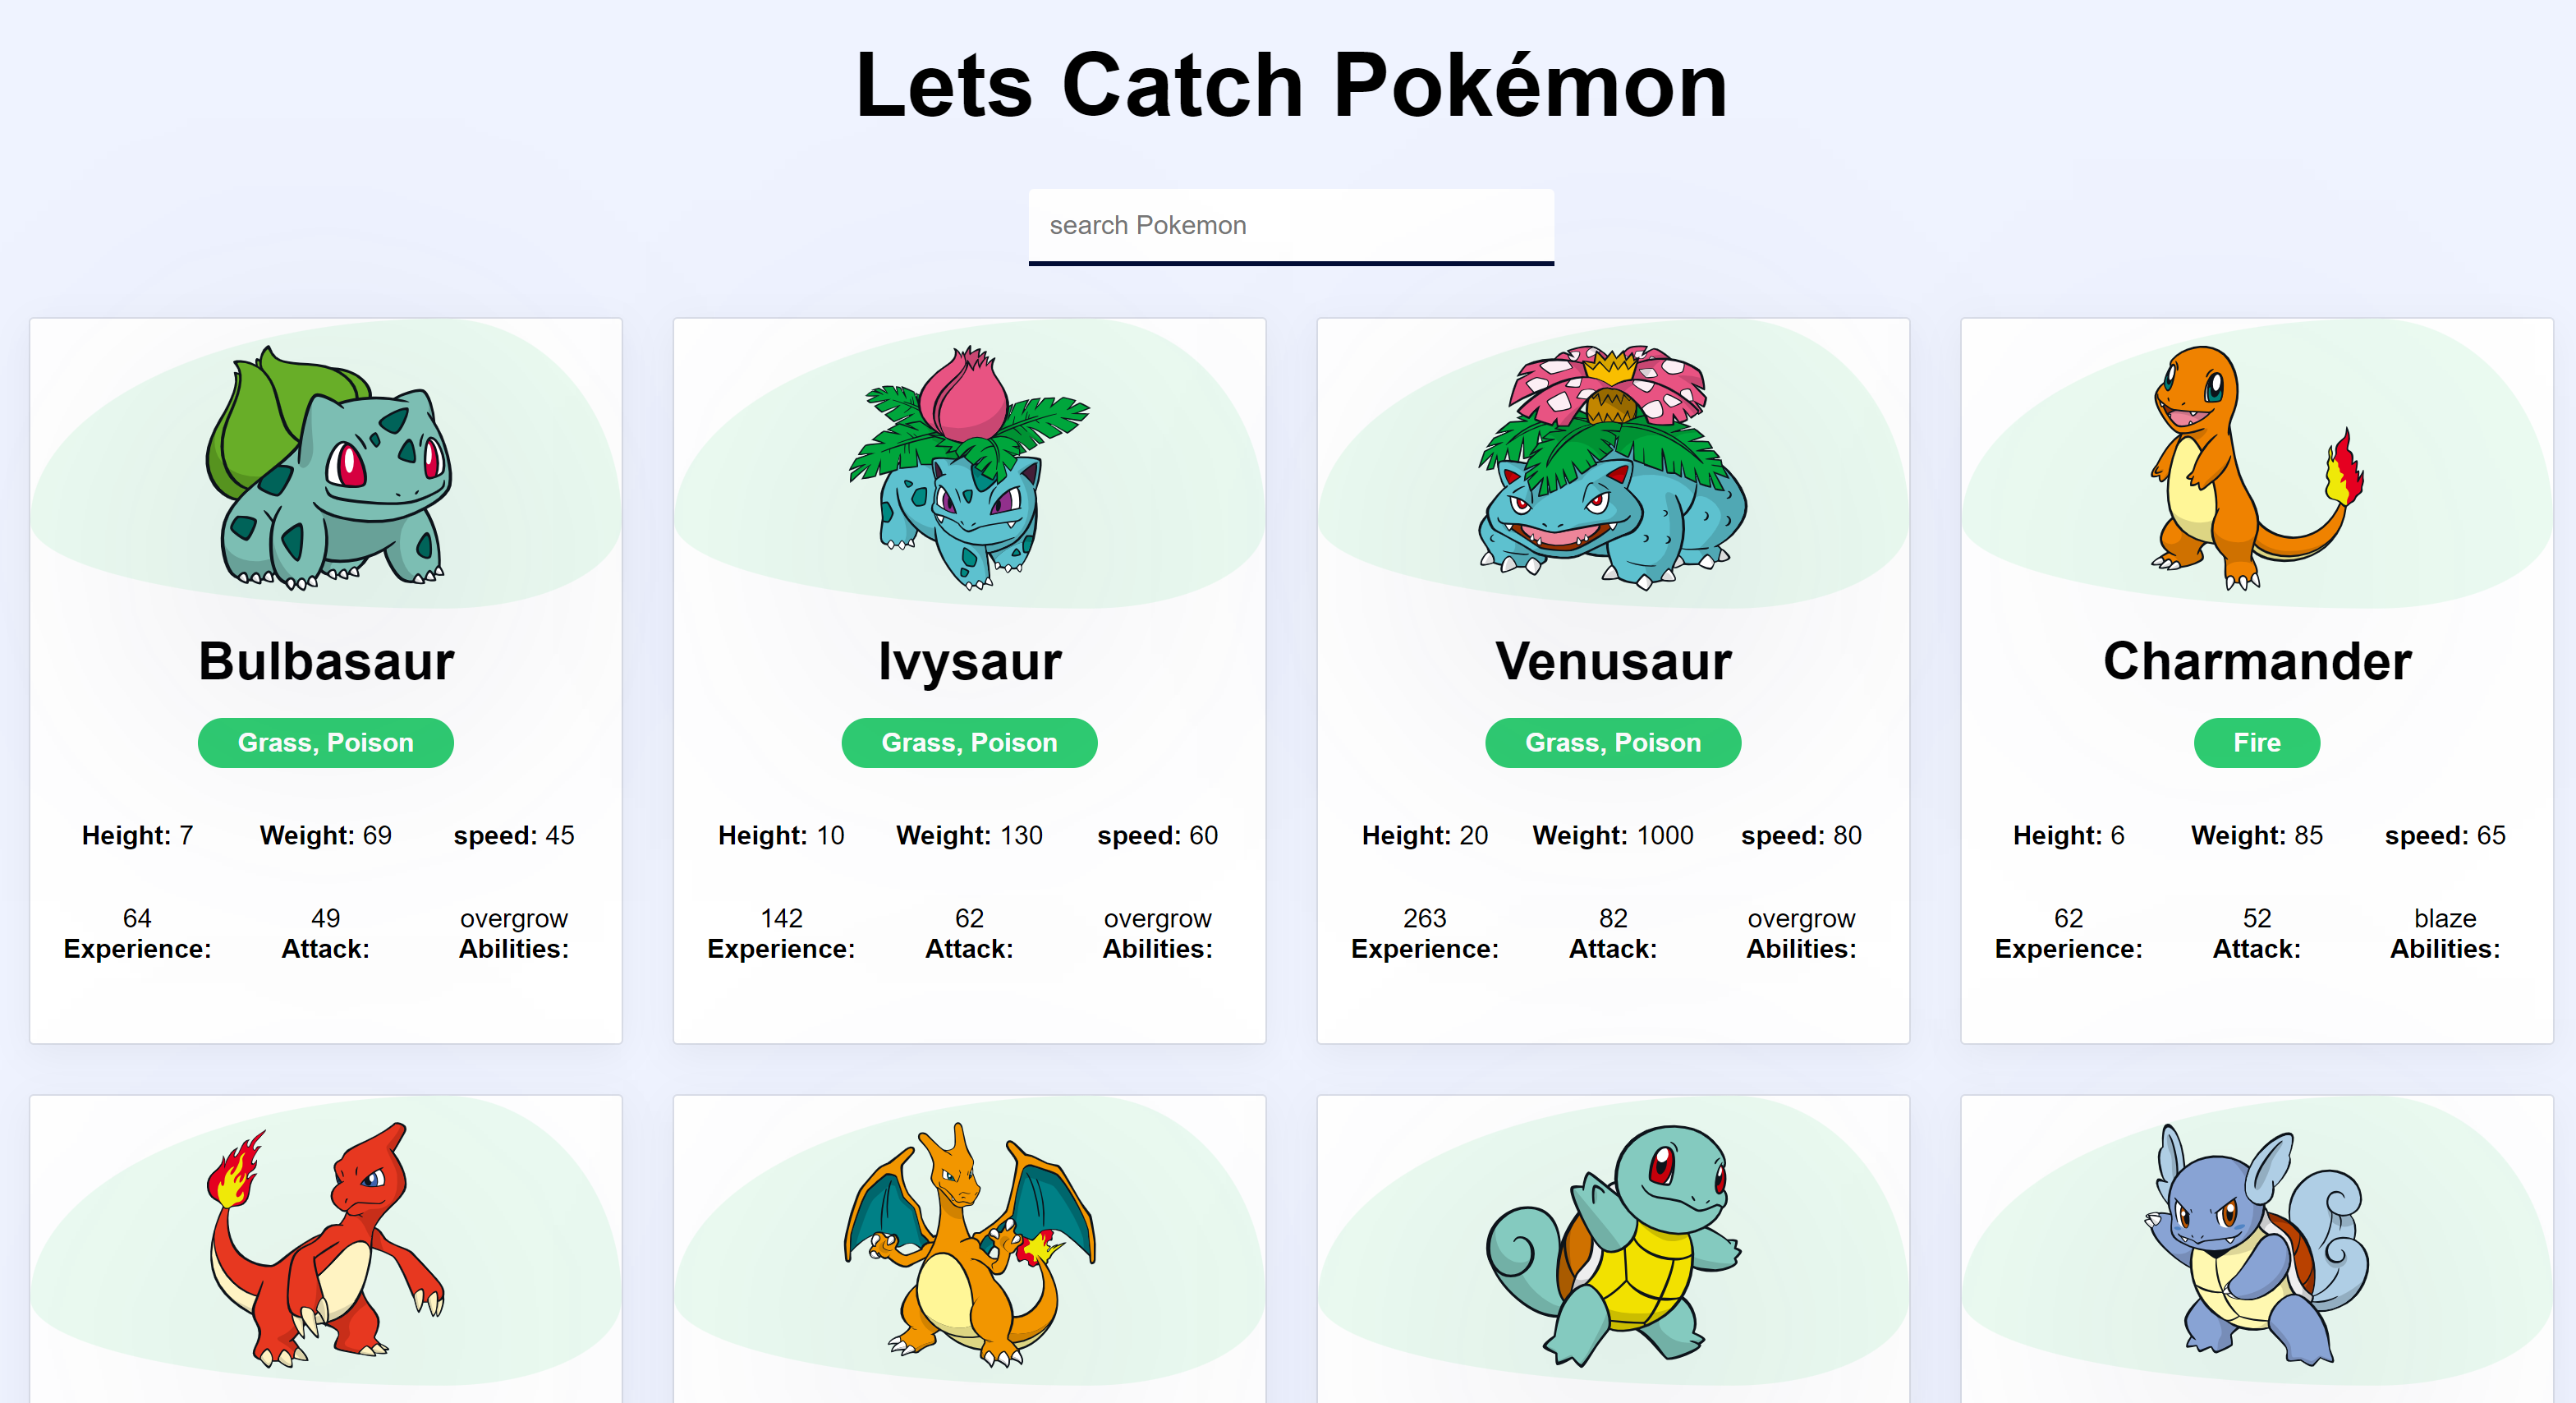 Lets Catch Pokémon
search Pokemon
Bulbasaur
Grass, Poison
Height: 7 Weight: 69 speed: 45
64 49 overgrow
Experience: Attack: Abilities:
Ivysaur
Grass, Poison
Height: 10 Weight: 130 speed: 60
142 62 overgrow
Experience: Attack: Abilities:
Venusaur
Grass, Poison
Height: 20 Weight: 1000 speed: 80
263 82 overgrow
Experience: Attack: Abilities:
Charmander
Fire
Height: 6 Weight: 85 speed: 65
62 52 blaze
Experience: Attack: Abilities: